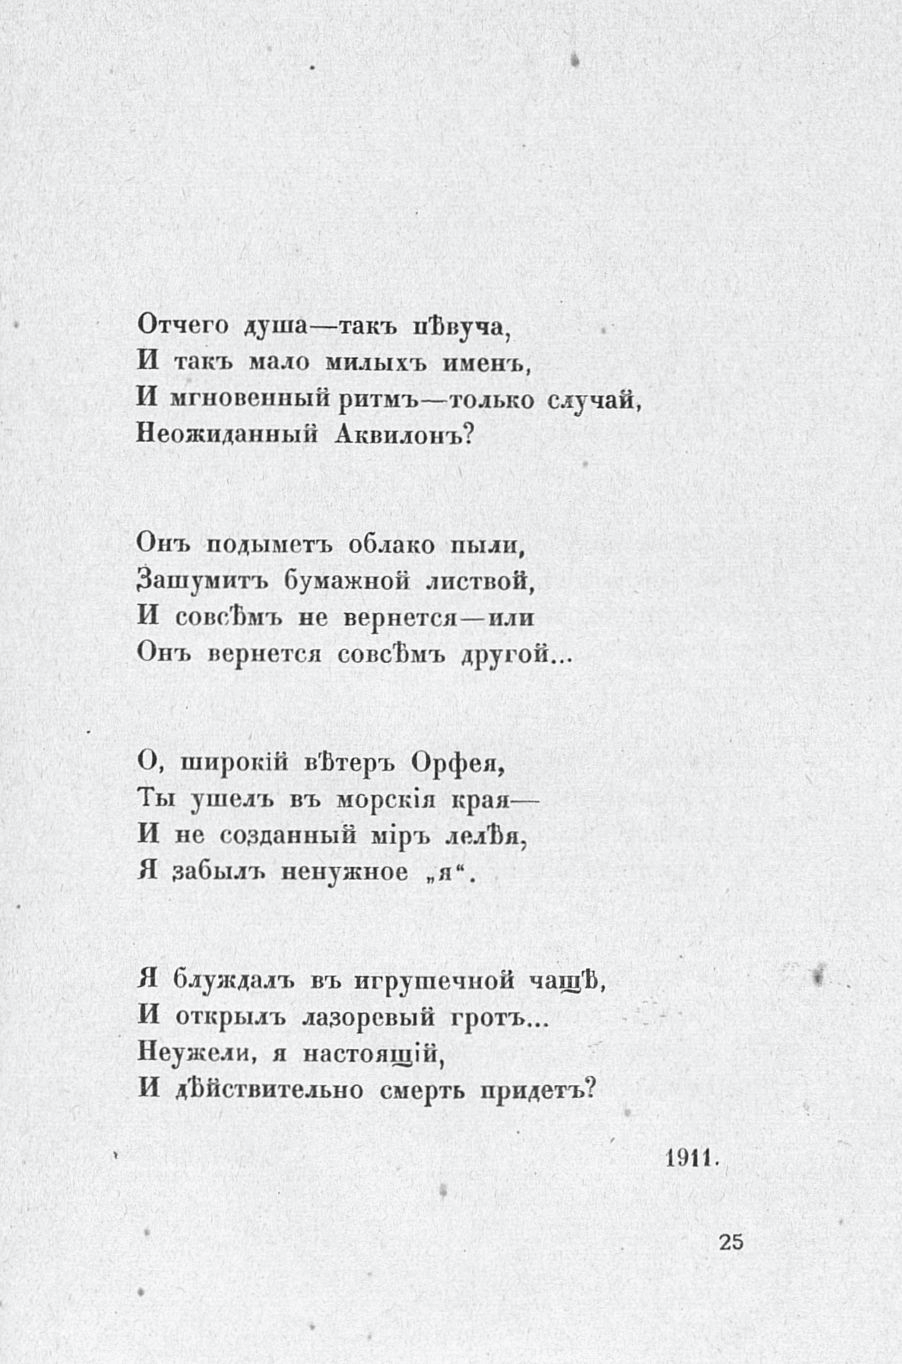 Отчего душа—такъ пѣвуча,
И такъ мало милыхъ именъ,
И мгновенный ритмъ—только случай,
Неожиданный Аквилонъ?
Онъ подыметъ облако пыли,
Зашумитъ бумажной листвой,
И совсѣмъ не вернется—или
Онъ вернется совсѣмъ другой...
О, широкій вѣтеръ Орфея,
Ты ушелъ въ морскія края—
И не созданный міръ лелѣя,
Я забылъ ненужное „я“.
Я блуждалъ въ игрушечной чащѣ,
И открылъ лазоревый гротъ...
Неужели, я настоящій,
И дѣйствительно смерть придетъ?
1911.
25